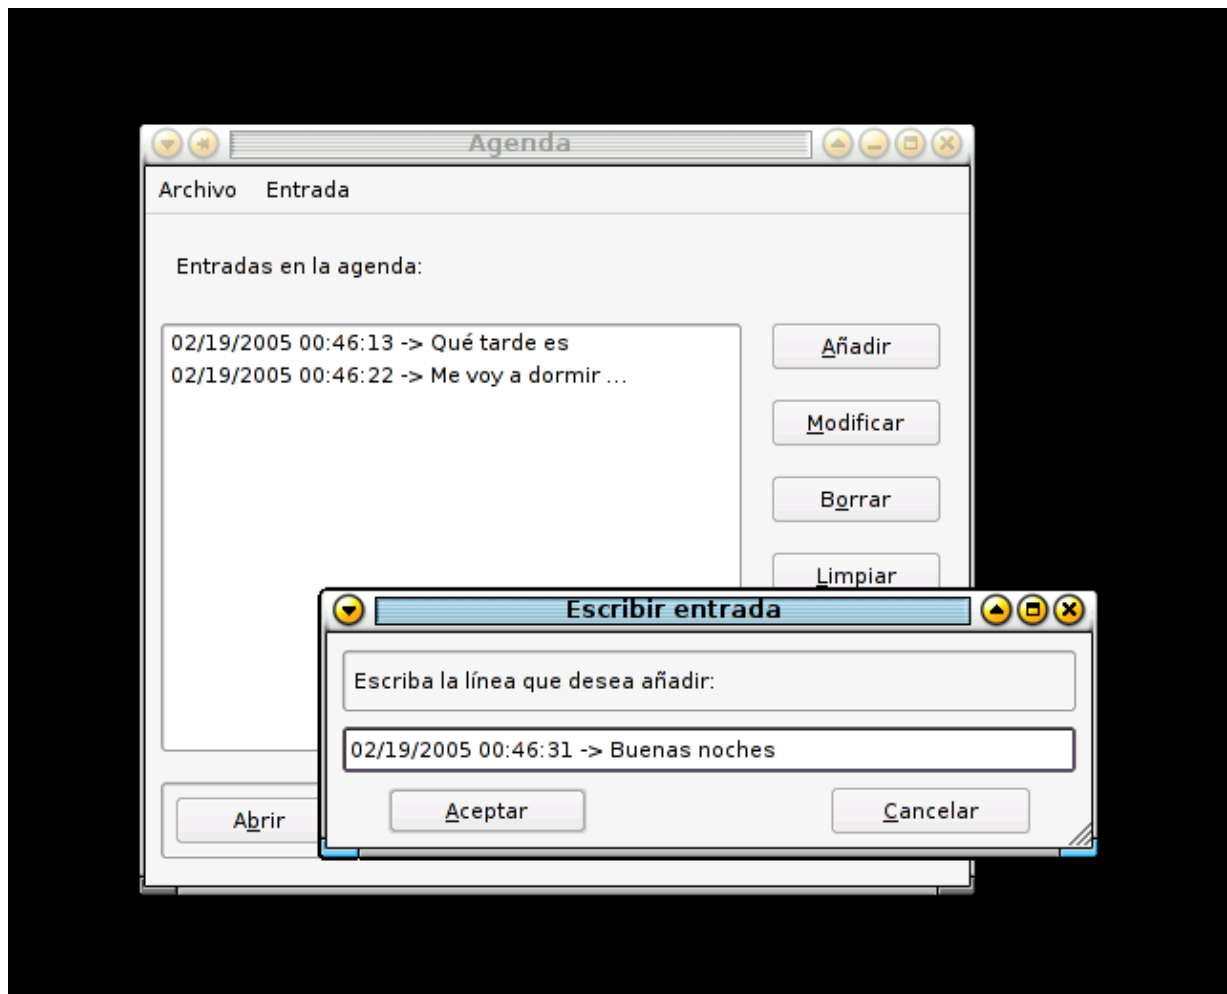 Agenda
Archivo Entrada
Entradas en la agenda:
02/19/2005 00:46:13 -> Qué tarde es
02/19/2005 00:46:22 -> Me voy a dormir ...
Añadir
Modificar
Borrar
Limpiar
Escribir entrada
Escriba la línea que desea añadir:
02/19/2005 00:46:31 -> Buenas noches
Aceptar Cancelar
Abrir